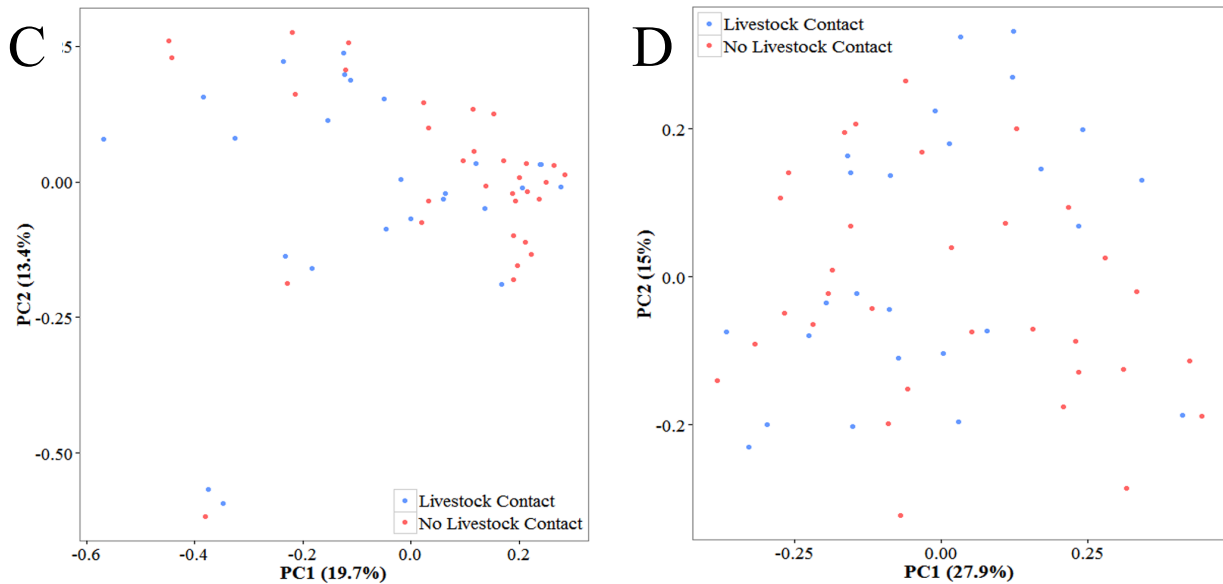 C
0.00
-0.25
-0.50
PC2 (13.4%)
-0.6
-0.4
-0.2
0.0
0.2
PC1 (19.7%)
Livestock Contact
No Livestock Contact
D
Livestock Contact
No Livestock Contact
0.2
0.0
-0.2
PC2 (15%)
-0.25
0.00
0.25
PC1 (27.9%)